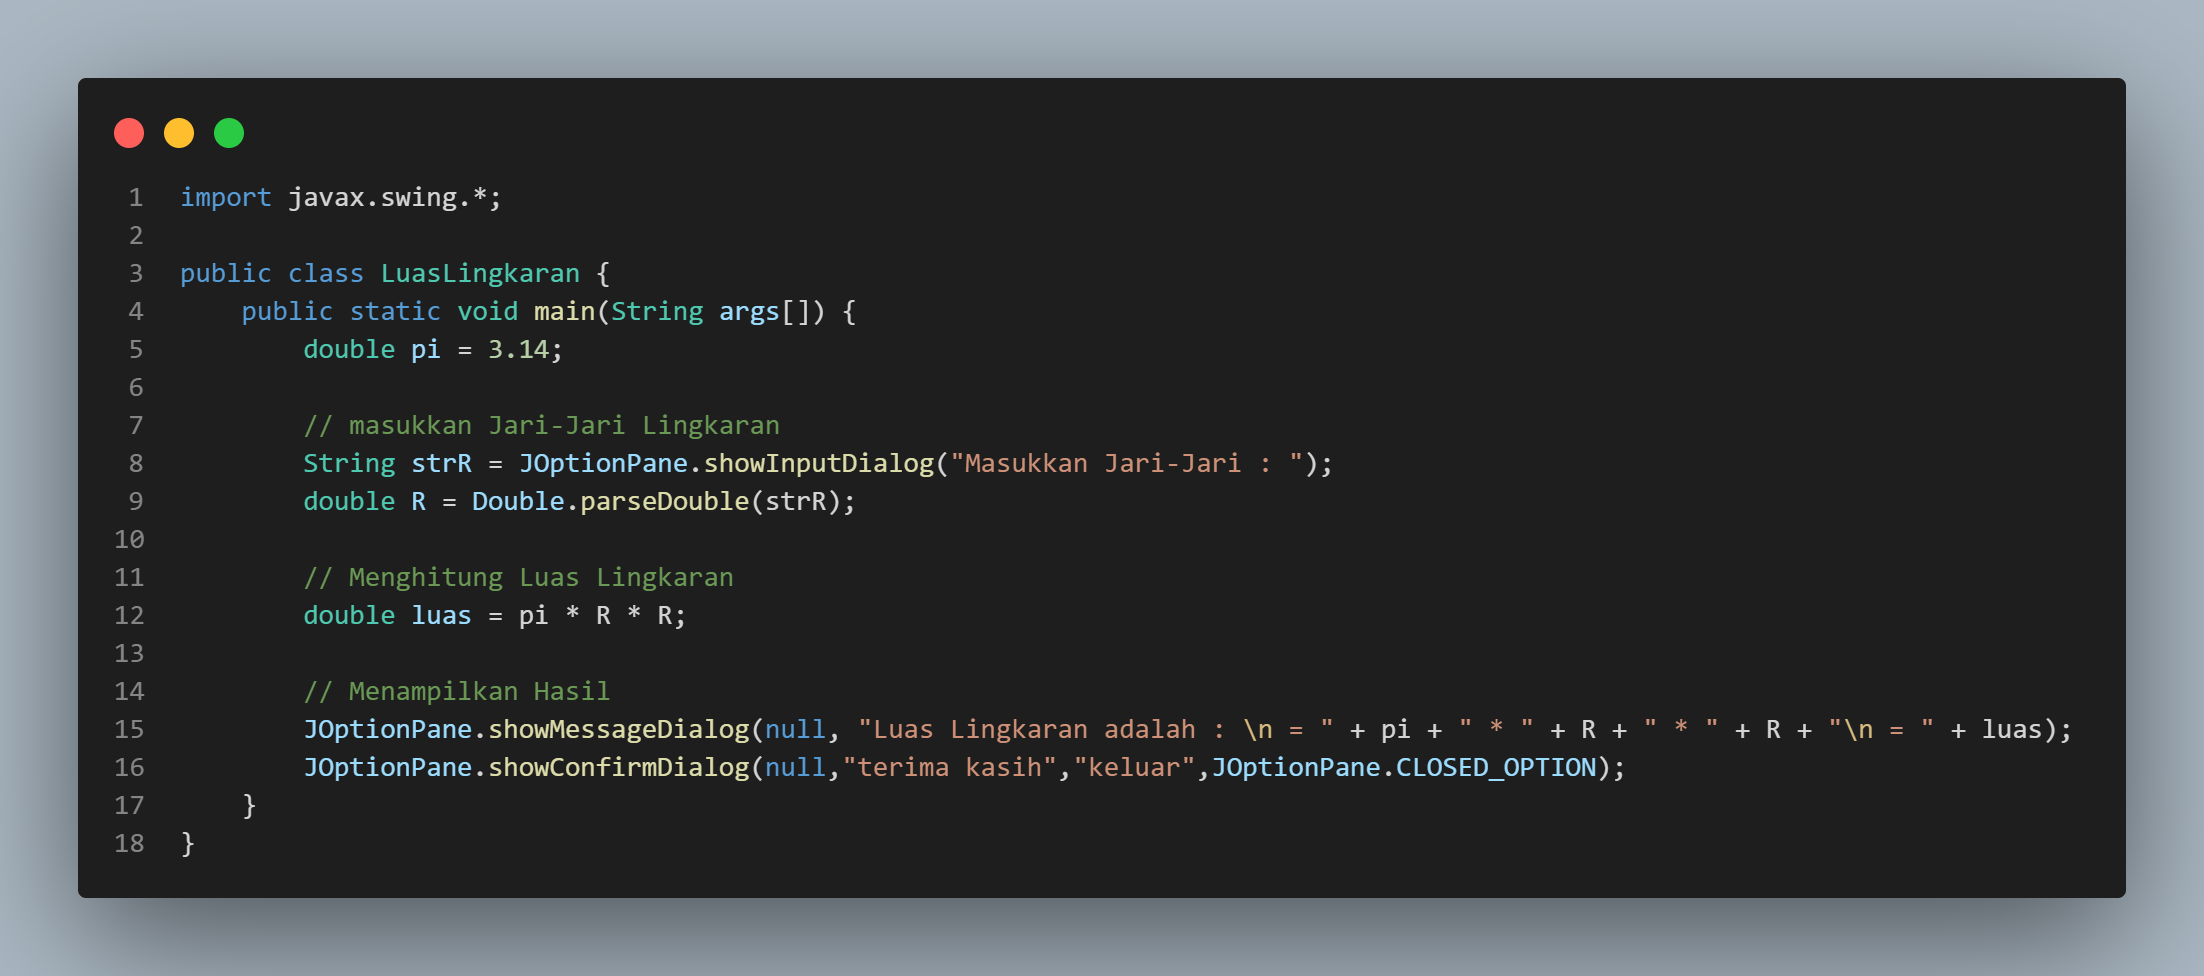 1 import javax.swing.*;
2
3 public class LuasLingkaran {
4     public static void main(String args[]) {
5         double pi = 3.14;
6
7         // masukkan Jari-Jari Lingkaran
8         String strR = JOptionPane.showInputDialog("Masukkan Jari-Jari : ");
9         double R = Double.parseDouble(strR);
10
11         // Menghitung Luas Lingkaran
12         double luas = pi * R * R;
13
14         // Menampilkan Hasil
15         JOptionPane.showMessageDialog(null, "Luas Lingkaran adalah : \n = " + pi + " * " + R + " * " + R + "\n = " + luas);
16         JOptionPane.showConfirmDialog(null,"terima kasih","keluar",JOptionPane.CLOSED_OPTION);
17     }
18 }